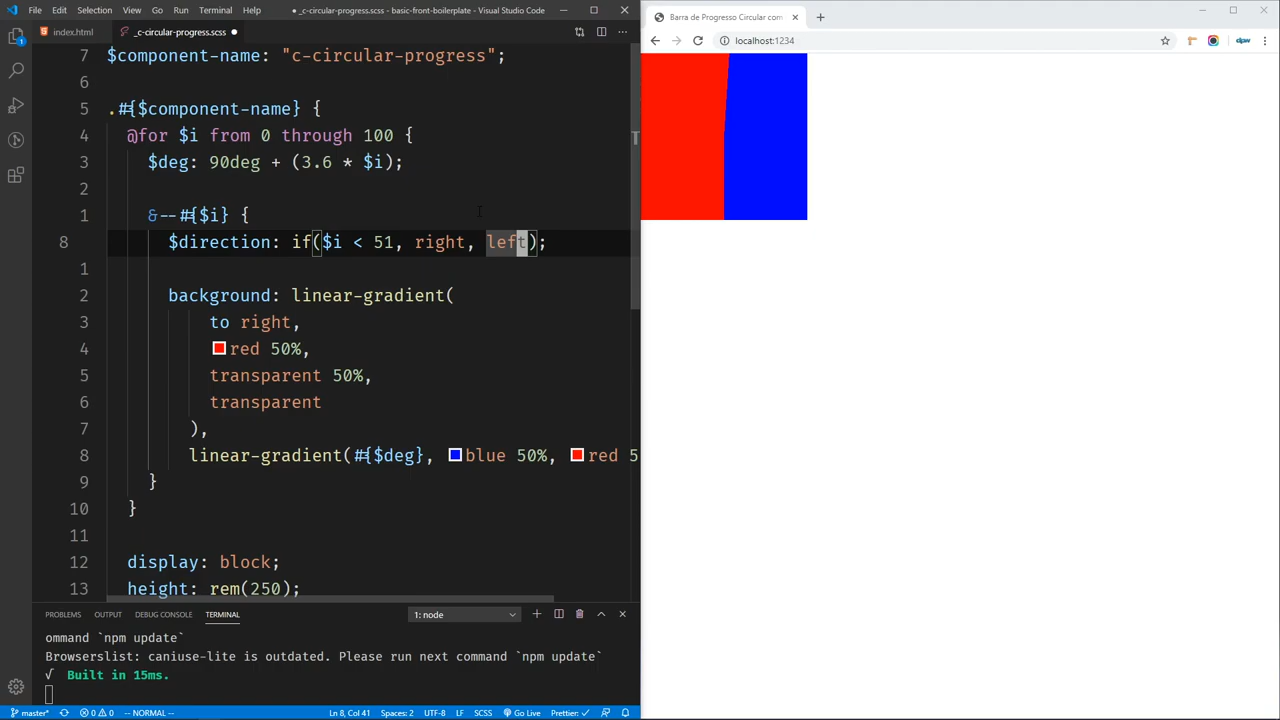 File Edit Selection View Go Run Terminal Help ● _c-circular-progress.scss - basic-front-boilerplate - Visual Studio Code
index.html _c-circular-progress.scss ●
7 $component-name: "c-circular-progress";
6
5 .#{$component-name} {
4 @for $i from 0 through 100 {
3 $deg: 90deg + (3.6 * $i);
2
1 &--#{$i} {
8 $direction: if($i < 51, right, left);
1
2 background: linear-gradient(
3 to right,
4 red 50%,
5 transparent 50%,
6 transparent
7 ),
8 linear-gradient(#{$deg}, blue 50%, red 5
9 }
10 }
11
12 display: block;
13 height: rem(250);
PROBLEMS OUTPUT DEBUG CONSOLE TERMINAL 1: node
ommand `npm update`
Browserslist: caniuse-lite is outdated. Please run next command `npm update`
√ Built in 15ms.
master* 0 0 -- NORMAL -- Ln 8, Col 41 Spaces: 2 UTF-8 LF SCSS Go Live Prettier: ✓
Barra de Progresso Circular com
localhost:1234
dpw
1